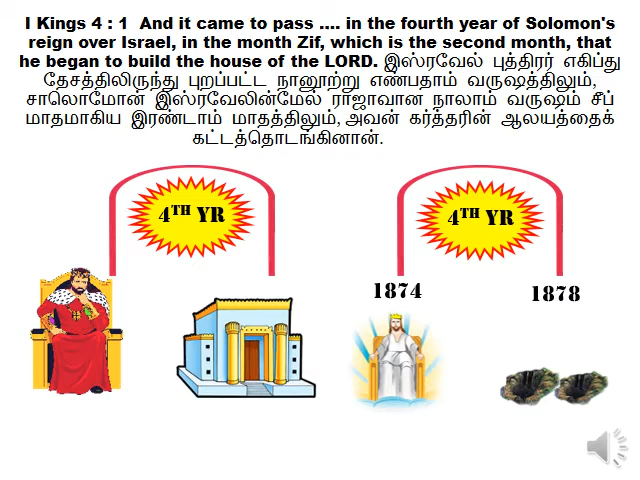 I Kings 4 : 1  And it came to pass .... in the fourth year of Solomon's
reign over Israel, in the month Zif, which is the second month, that
he began to build the house of the LORD. இஸ்ரவேல் புத்திரர் எகிப்து
தேசத்திலிருந்து புறப்பட்ட நானூற்று எண்பதாம் வருஷத்திலும்,
சாலொமோன் இஸ்ரவேலின்மேல் ராஜாவான நாலாம் வருஷம் சீப்
மாதமாகிய இரண்டாம் மாதத்திலும், அவன் கர்த்தரின் ஆலயத்தைக்
கட்டத்தொடங்கினான்.
4TH YR
4TH YR
1874
1878